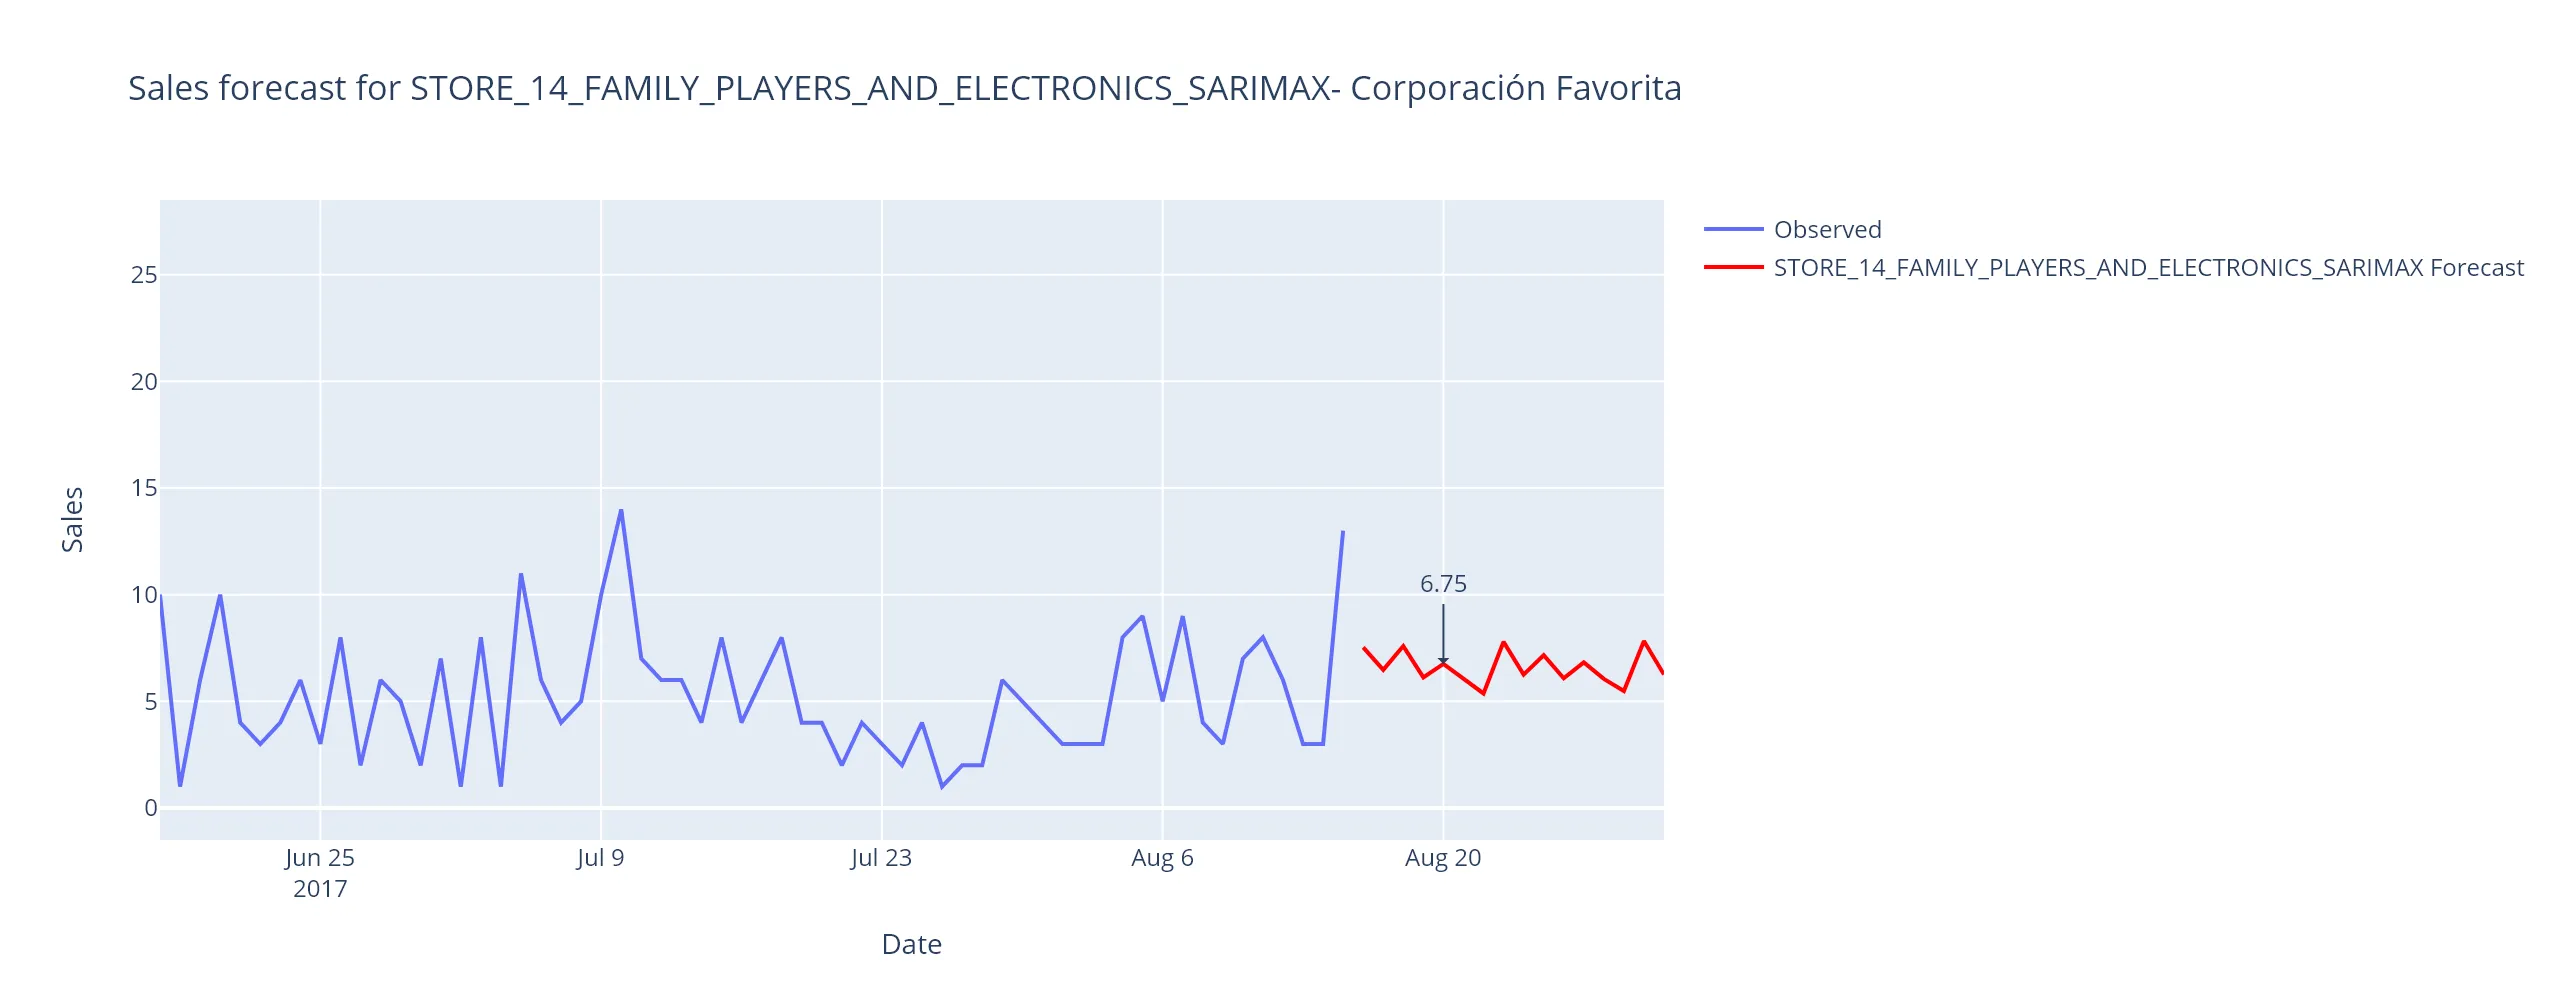 Sales forecast for STORE_14_FAMILY_PLAYERS_AND_ELECTRONICS_SARIMAX- Corporación Favorita
Observed
STORE_14_FAMILY_PLAYERS_AND_ELECTRONICS_SARIMAX Forecast
25
20
15
10
5
0
Sales
6.75
Jun 25
2017
Jul 9
Jul 23
Aug 6
Aug 20
Date